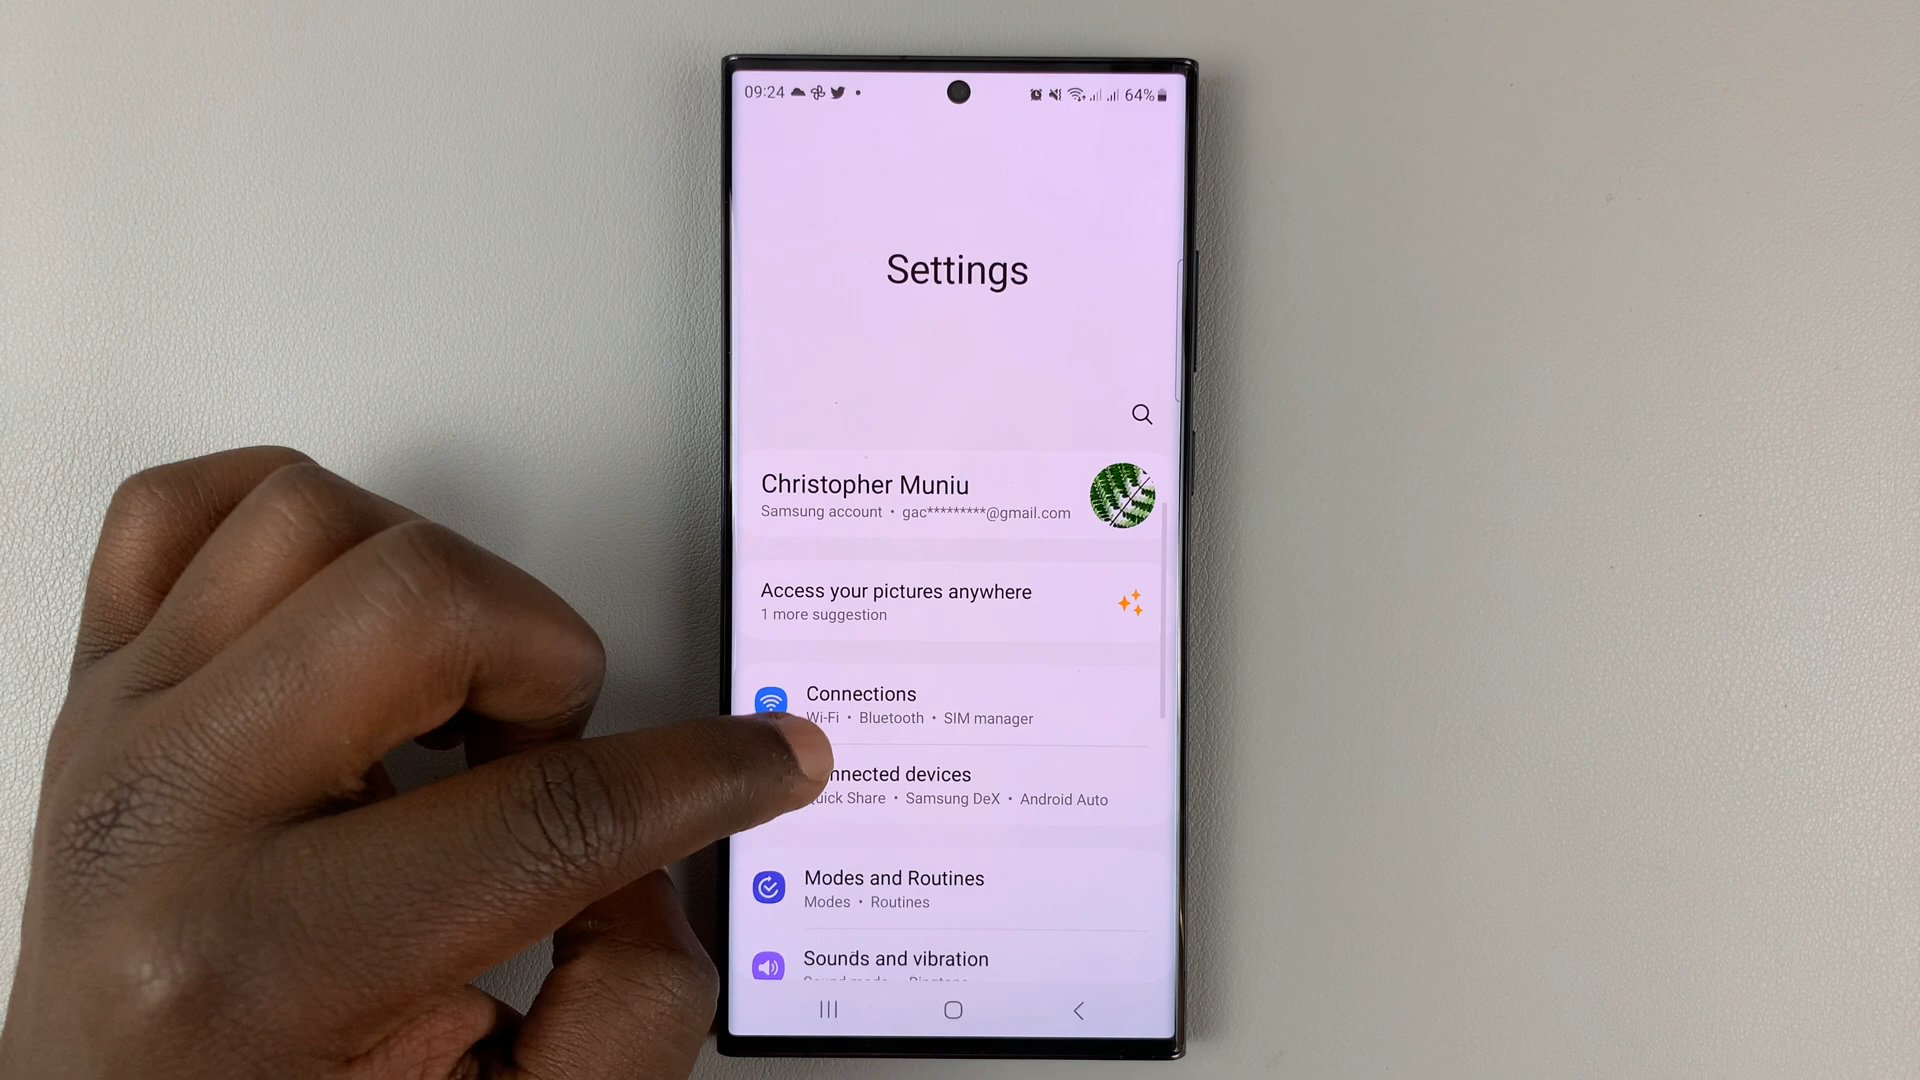 09:24
64%
Settings
Christopher Muniu
Samsung account • gac*********@gmail.com
Access your pictures anywhere
1 more suggestion
Connections
Wi-Fi • Bluetooth • SIM manager
nnected devices
uick Share • Samsung DeX • Android Auto
Modes and Routines
Modes • Routines
Sounds and vibration